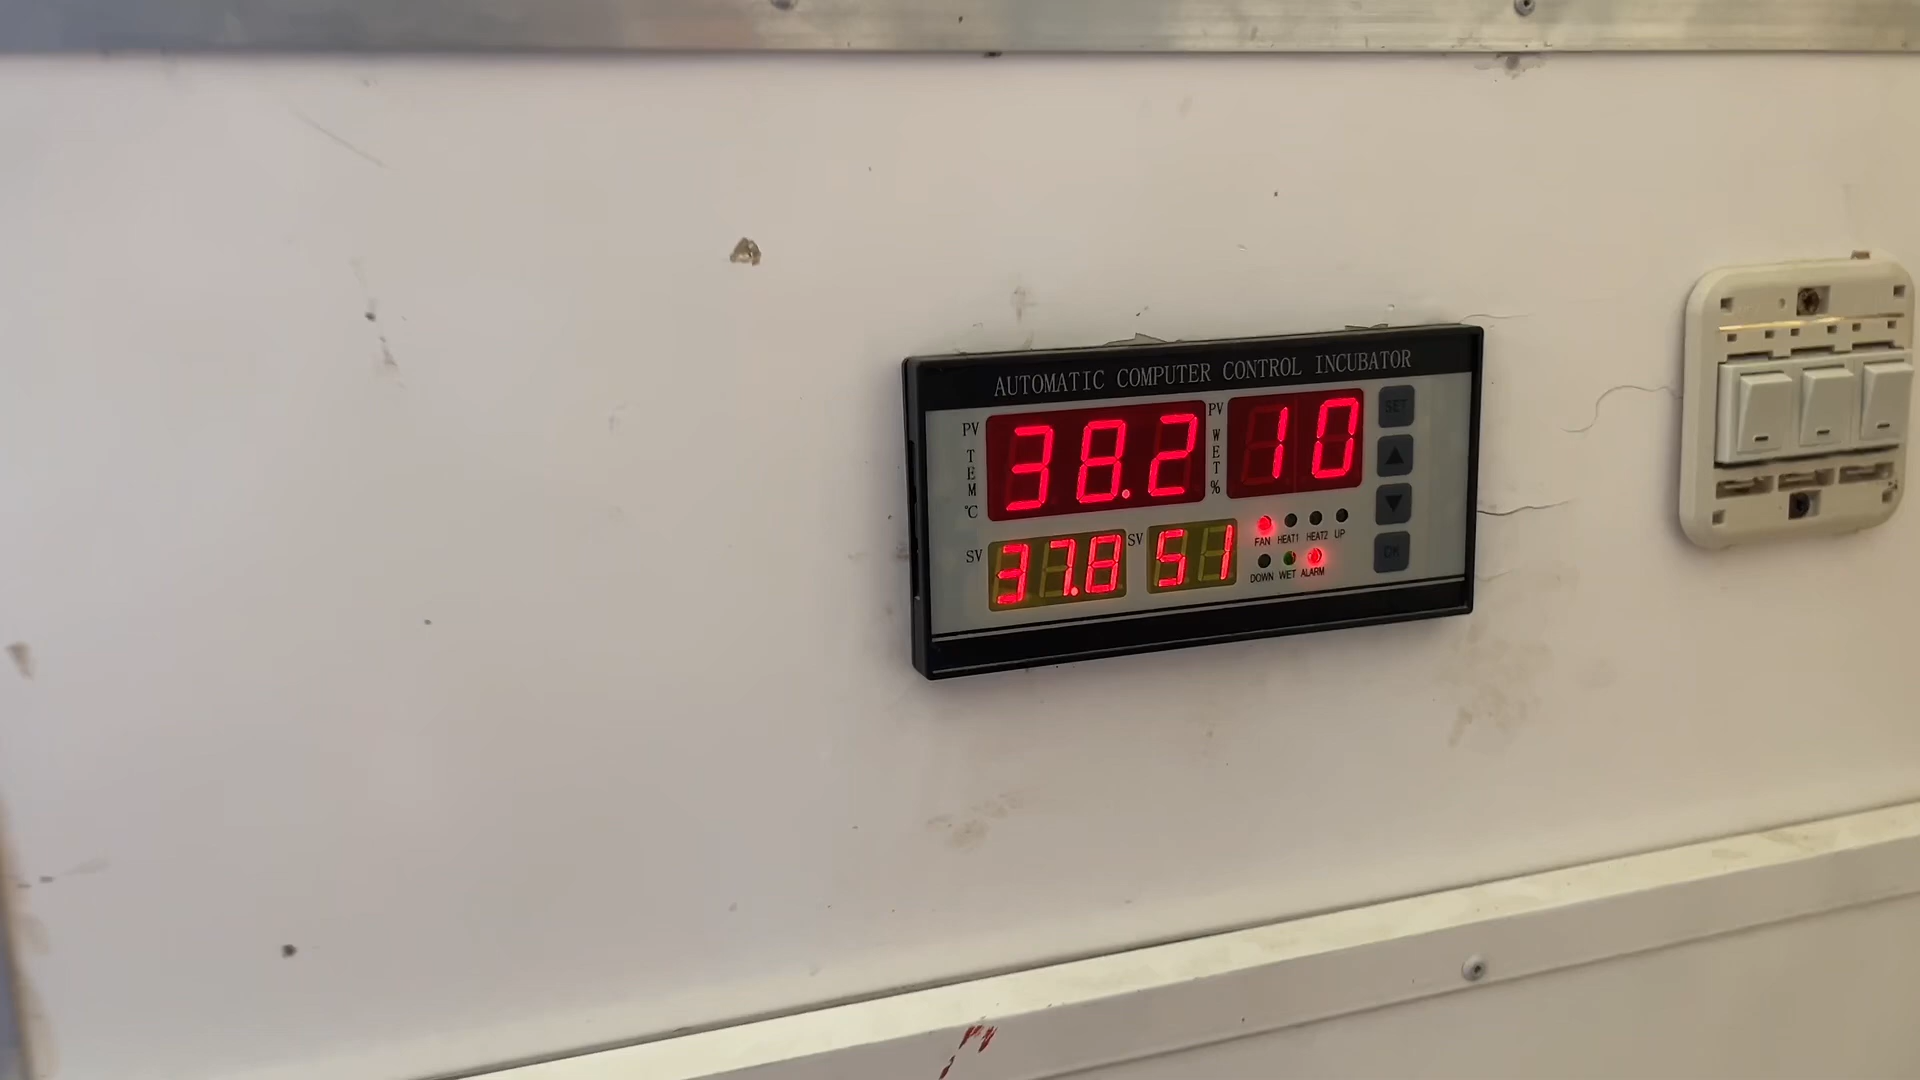 AUTOMATIC COMPUTER CONTROL INCUBATOR
PV TEM °C 38.2 PV WET % 10 SET
SV 37.8 SV 51
FAN HEAT1 HEAT2 UP
DOWN WET ALARM OK